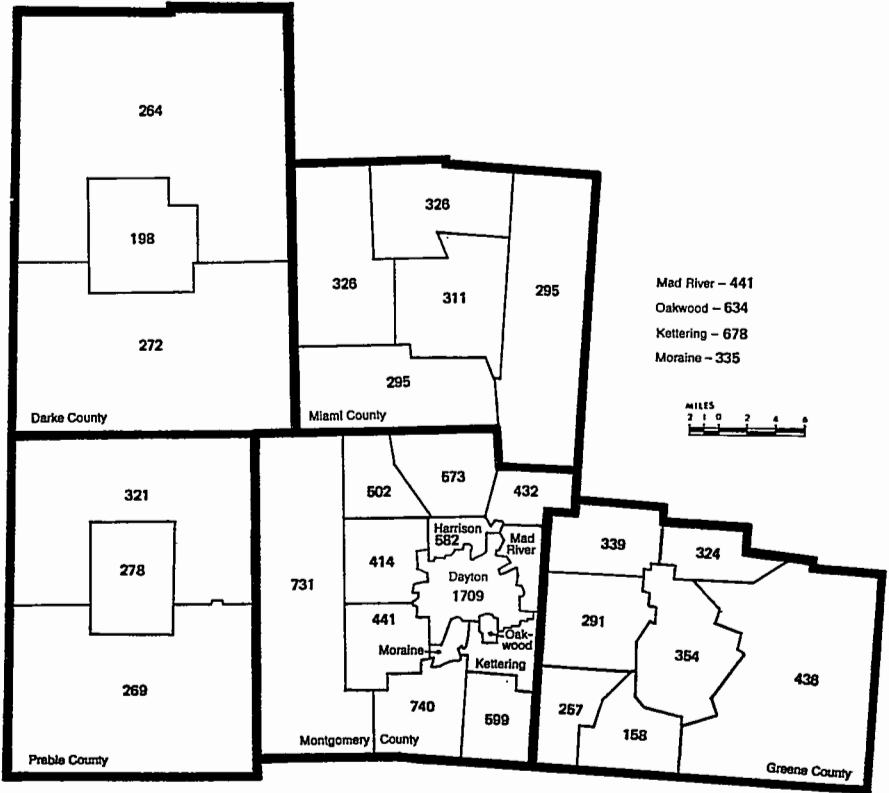 264
198
272
Darke County
326
326
311
295
295
Miami County
Mad River – 441
Oakwood – 634
Kettering – 678
Moraine – 335
MILES
2 1 0 2 4 6
321
278
269
Preble County
731
502
573
432
Harrison
582
Mad
River
414
Dayton
1709
441
Moraine
Oak-
wood
Kettering
740
599
Montgomery County
339
324
291
354
436
257
158
Greene County